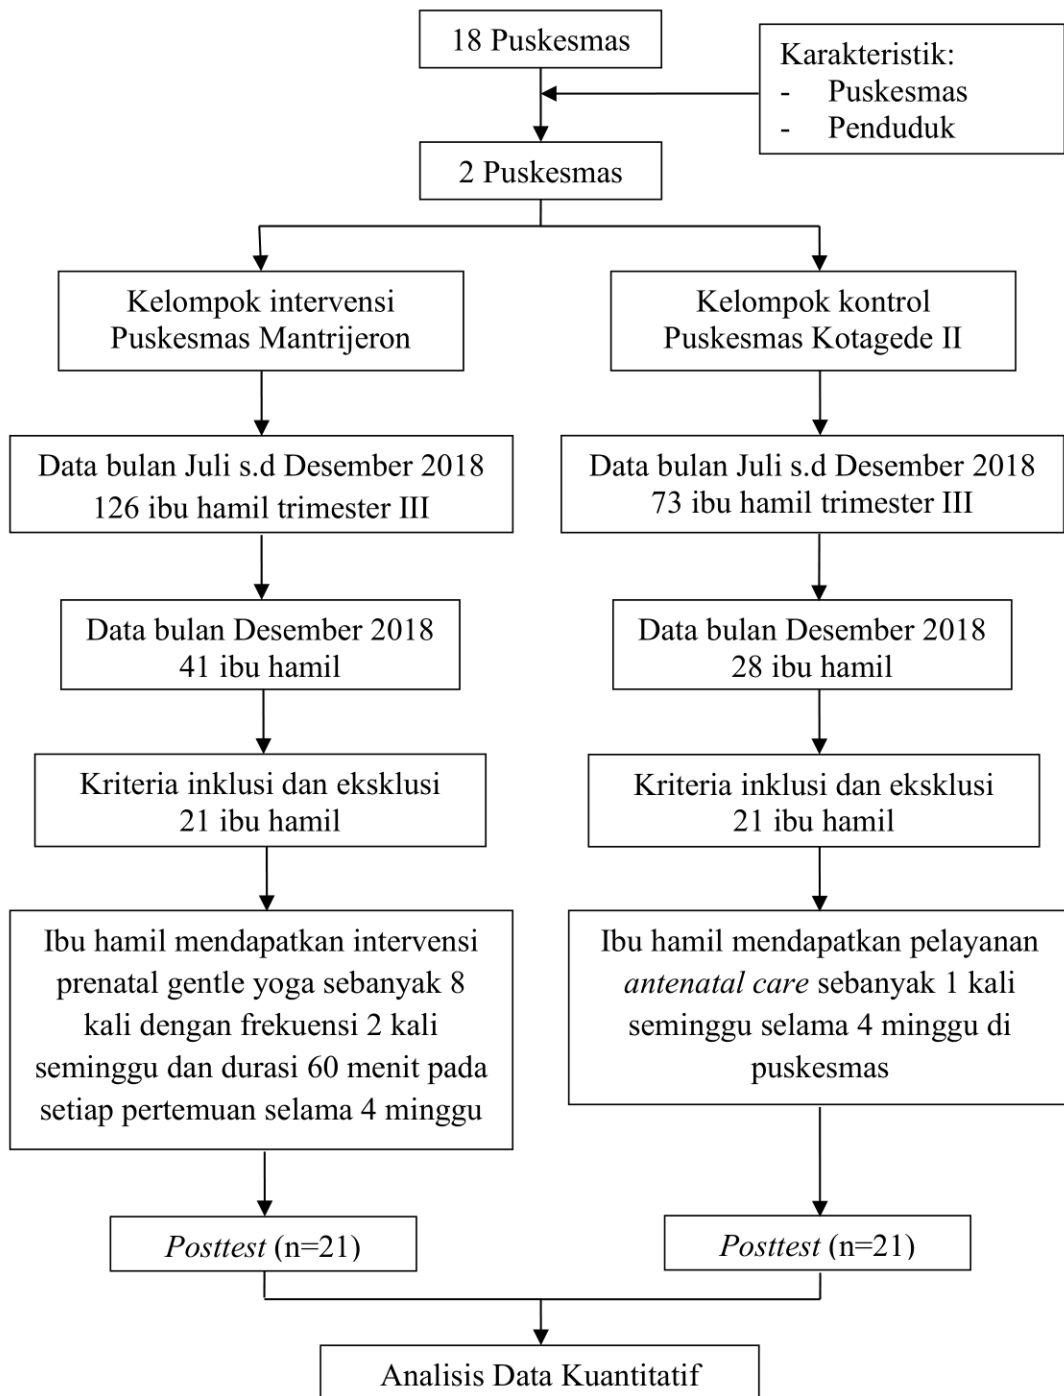 18 Puskesmas
Karakteristik:
- Puskesmas
- Penduduk
2 Puskesmas
Kelompok intervensi
Puskesmas Mantrijeron
Kelompok kontrol
Puskesmas Kotagede II
Data bulan Juli s.d Desember 2018
126 ibu hamil trimester III
Data bulan Juli s.d Desember 2018
73 ibu hamil trimester III
Data bulan Desember 2018
41 ibu hamil
Data bulan Desember 2018
28 ibu hamil
Kriteria inklusi dan eksklusi
21 ibu hamil
Kriteria inklusi dan eksklusi
21 ibu hamil
Ibu hamil mendapatkan intervensi
prenatal gentle yoga sebanyak 8
kali dengan frekuensi 2 kali
seminggu dan durasi 60 menit pada
setiap pertemuan selama 4 minggu
Ibu hamil mendapatkan pelayanan
antenatal care sebanyak 1 kali
seminggu selama 4 minggu di
puskesmas
Posttest (n=21)
Posttest (n=21)
Analisis Data Kuantitatif